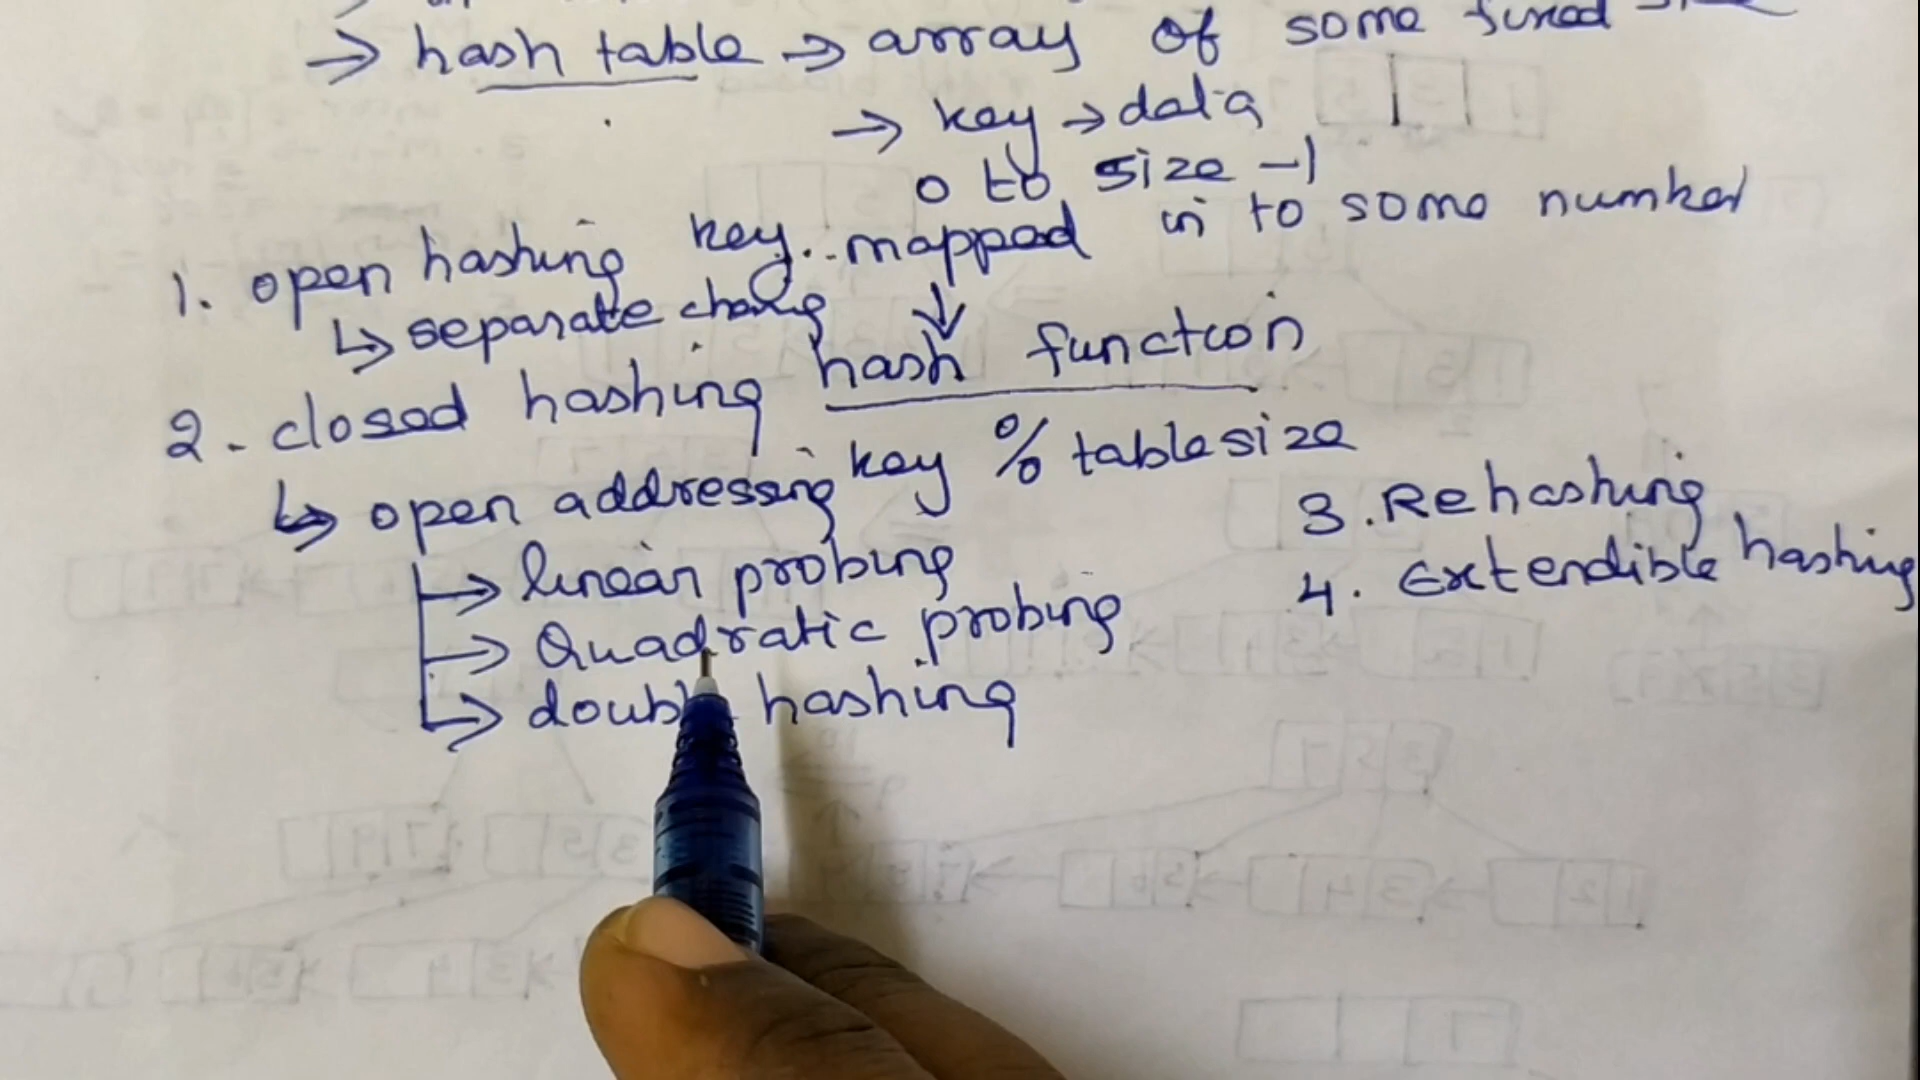 → hash table → array of some fixed
→ key → data
0 to size -1
key.. mapped in to some number
↓
hash function
key % tablesize
1. open hashing
↳ separate chaing
2. closed hashing
↳ open addressing
→ linear probing
→ Quadratic probing
→ double hashing
3. Rehashing
4. Extendible hashing